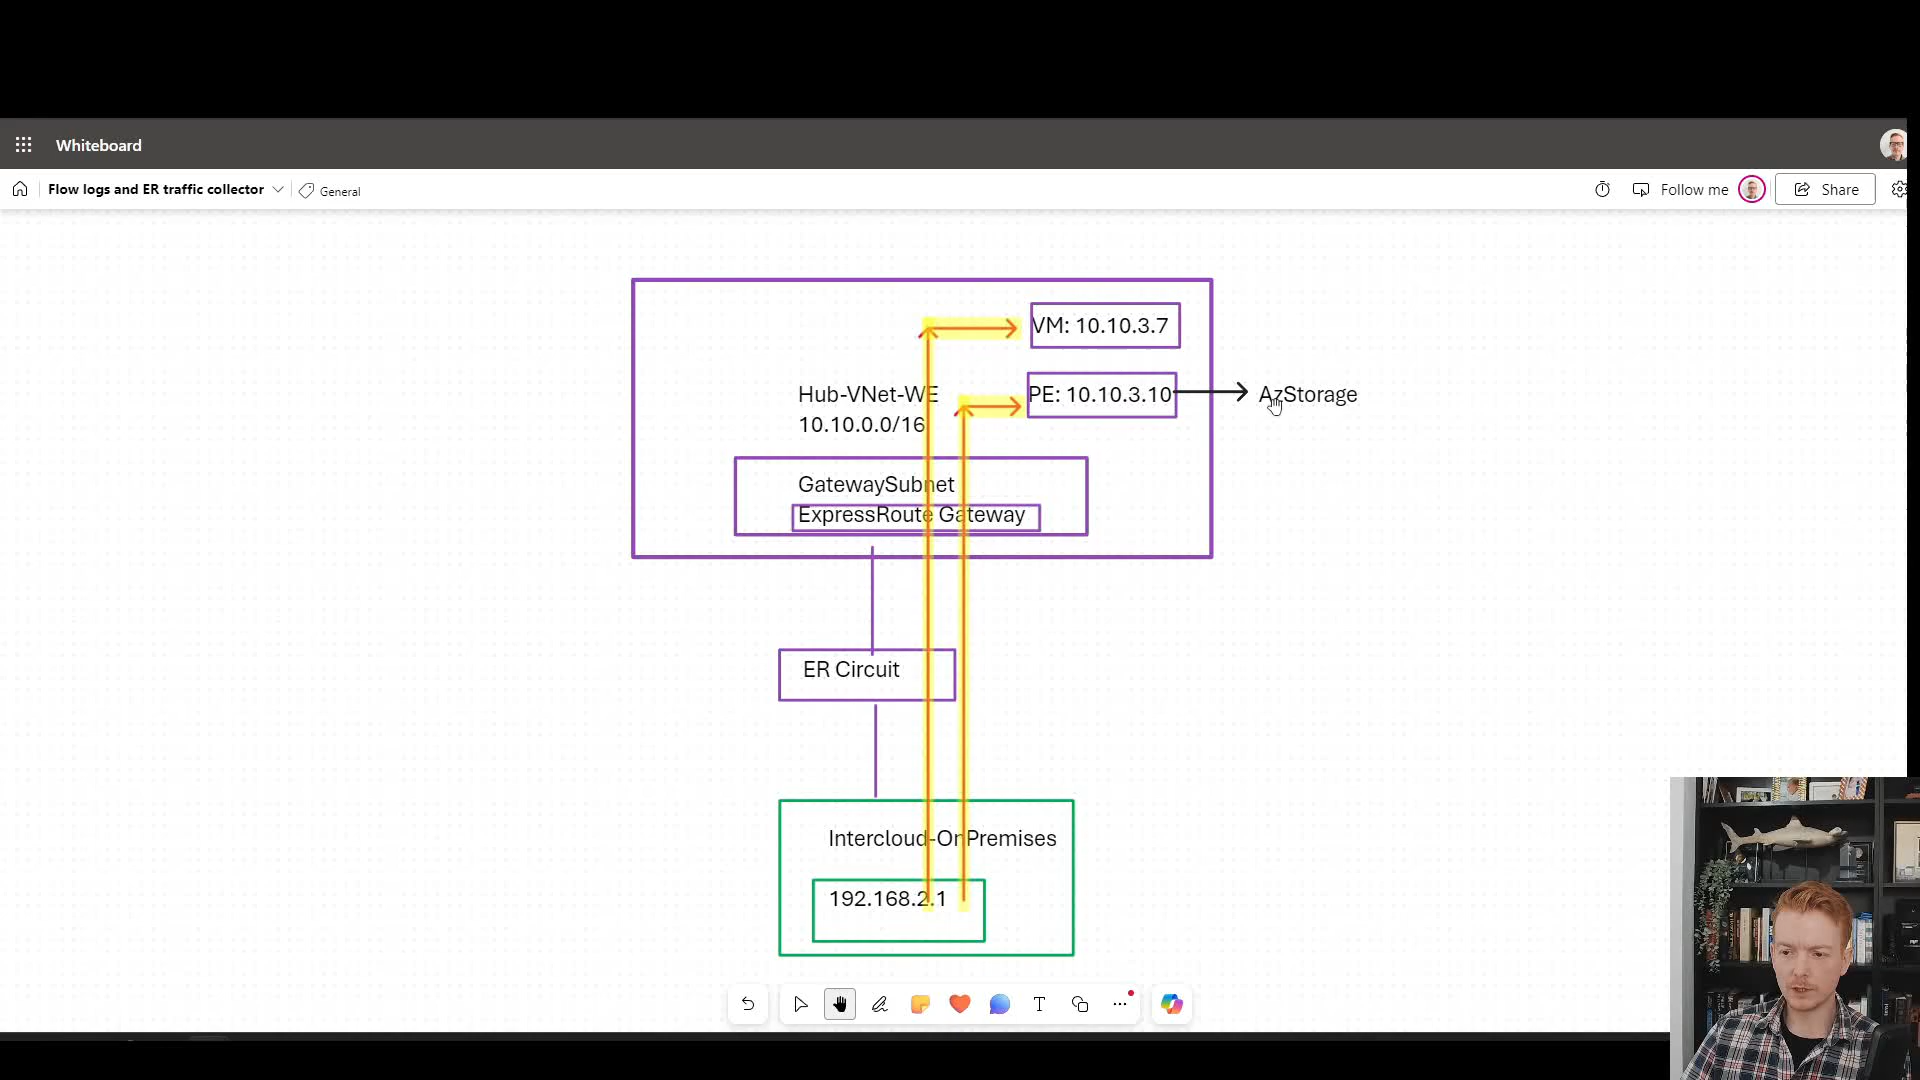 Whiteboard
Flow logs and ER traffic collector
General
Follow me
Share
VM: 10.10.3.7
Hub-VNet-WE
10.10.0.0/16
PE: 10.10.3.10
AzStorage
GatewaySubnet
ExpressRoute Gateway
ER Circuit
Intercloud-OnPremises
192.168.2.1
T